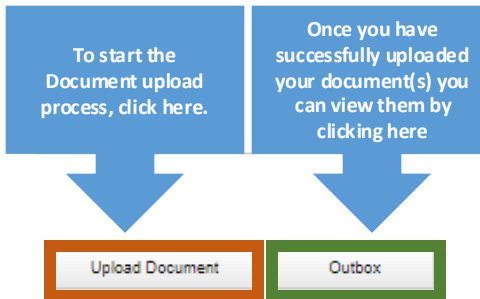 To start the
Document upload
process, click here.
Once you have
successfully uploaded
your document(s) you
can view them by
clicking here
Upload Document
Outbox